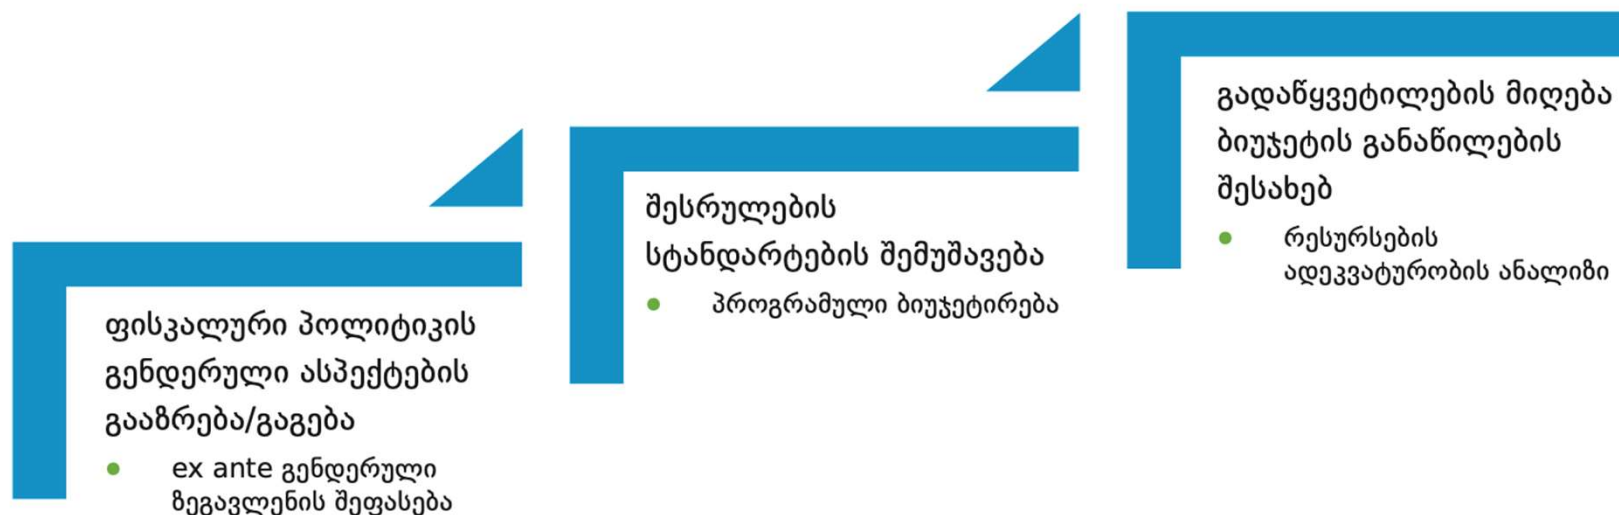 ფისკალური პოლიტიკის
გენდერული ასპექტების
გააზრება/გაგება
ex ante გენდერული
ზეგავლენის შეფასება
შესრულების
სტანდარტების შემუშავება
პროგრამული ბიუჯეტირება
გადაწყვეტილების მიღება
ბიუჯეტის განაწილების
შესახებ
რესურსების
ადეკვატურობის ანალიზი